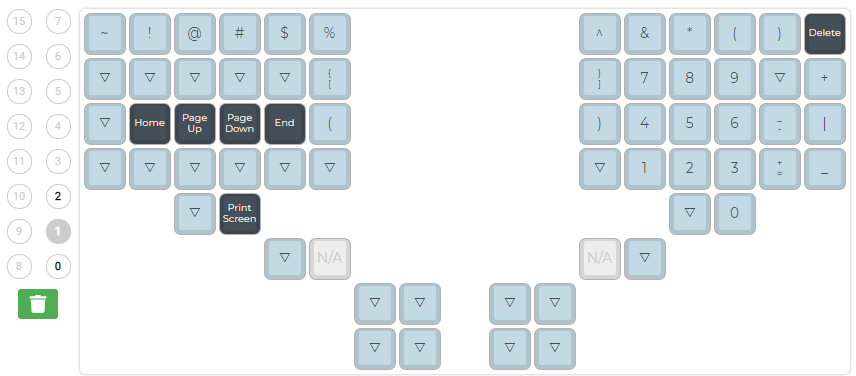 15 7 ~ ! @ # $ % ^ & * ( ) Delete
14 6 ▽ ▽ ▽ ▽ ▽ { [ } ] 7 8 9 ▽ +
13 5
12 4 ▽ Home Page Up Page Down End ( ) 4 5 6 _ - |
11 3 ▽ ▽ ▽ ▽ ▽ ▽ ▽ 1 2 3 + = _
10 2 ▽ Print Screen ▽ 0
9 1
8 0 ▽ N/A N/A ▽
▽ ▽ ▽ ▽
▽ ▽ ▽ ▽